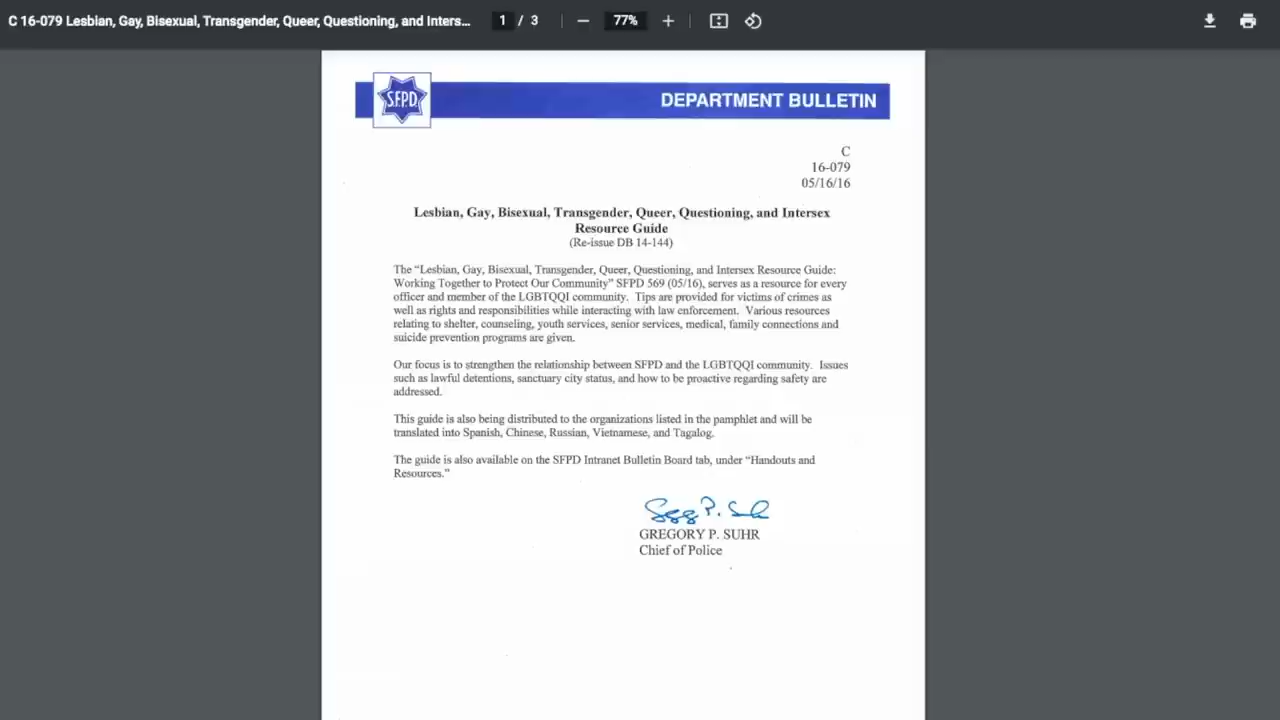 C 16-079 Lesbian, Gay, Bisexual, Transgender, Queer, Questioning, and Inters...
1 / 3
77%
SFPD
DEPARTMENT BULLETIN
C
16-079
05/16/16
Lesbian, Gay, Bisexual, Transgender, Queer, Questioning, and Intersex
Resource Guide
(Re-issue DB 14-144)
The “Lesbian, Gay, Bisexual, Transgender, Queer, Questioning, and Intersex Resource Guide:
Working Together to Protect Our Community” SFPD 569 (05/16), serves as a resource for every
officer and member of the LGBTQQI community. Tips are provided for victims of crimes as
well as rights and responsibilities while interacting with law enforcement. Various resources
relating to shelter, counseling, youth services, senior services, medical, family connections and
suicide prevention programs are given.
Our focus is to strengthen the relationship between SFPD and the LGBTQQI community. Issues
such as lawful detentions, sanctuary city status, and how to be proactive regarding safety are
addressed.
This guide is also being distributed to the organizations listed in the pamphlet and will be
translated into Spanish, Chinese, Russian, Vietnamese, and Tagalog.
The guide is also available on the SFPD Intranet Bulletin Board tab, under “Handouts and
Resources.”
GREGORY P. SUHR
Chief of Police